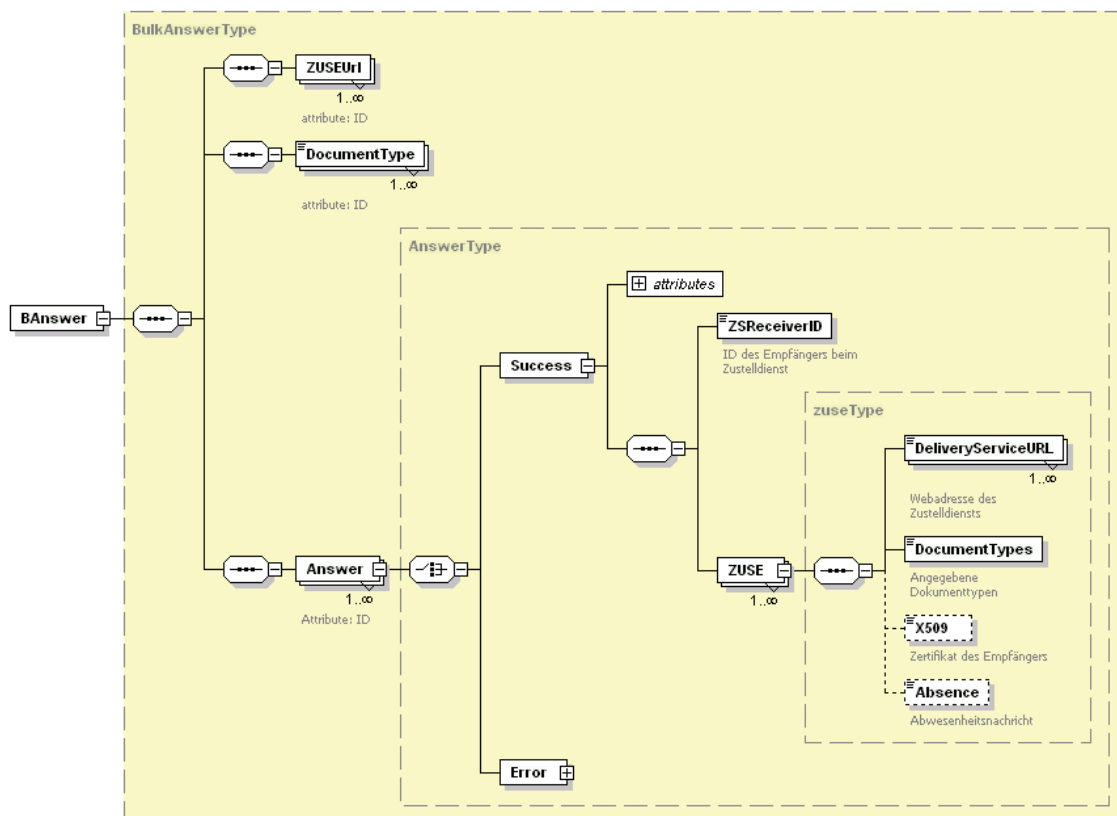 BulkAnswerType
ZUSEUrl
1..∞
attribute: ID
DocumentType
1..∞
attribute: ID
AnswerType
attributes
BAnswer
ZSReceiverID
ID des Empfängers beim
Zustelldienst
Success
zuseType
DeliveryServiceURL
1..∞
Webadresse des
Zustelldiensts
DocumentTypes
Angegebene
Dokumenttypen
Answer
1..∞
Attribute: ID
ZUSE
1..∞
X509
Zertifikat des Empfängers
Absence
Abwesenheitsnachricht
Error